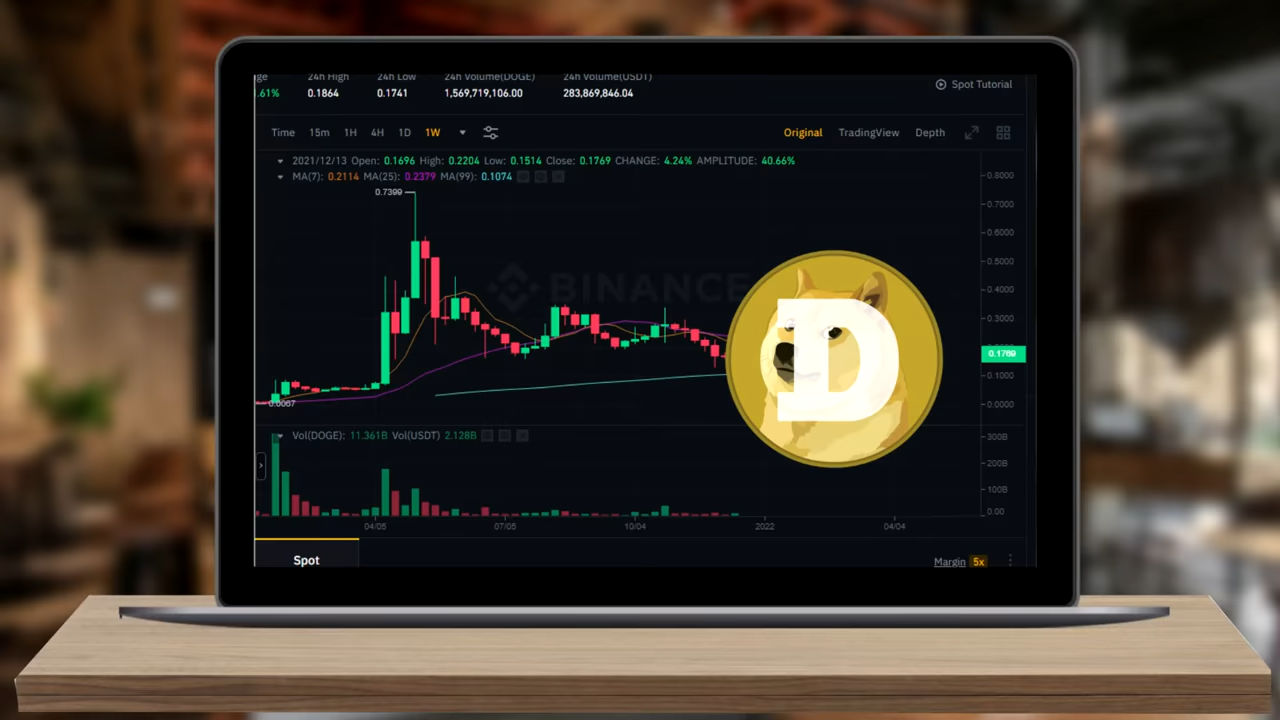 ge 24h High 24h Low 24h Volume(DOGE) 24h Volume(USDT)
.61% 0.1864 0.1741 1,569,719,106.00 283,869,846.04
Spot Tutorial
Time 15m 1H 4H 1D 1W Original TradingView Depth
2021/12/13 Open: 0.1696 High: 0.2204 Low: 0.1514 Close: 0.1769 CHANGE: 4.24% AMPLITUDE: 40.66%
MA(7): 0.2114 MA(25): 0.2379 MA(99): 0.1074
0.8000
0.7399
0.7000
0.6000
0.5000
BINANCE
0.4000
0.3000
D
0.1769
0.1000
0.0067
0.0000
Vol(DOGE): 11.361B Vol(USDT) 2.128B
300B
200B
100B
0.00
04/05 07/05 10/04 2022 04/04
Spot
Margin 5x